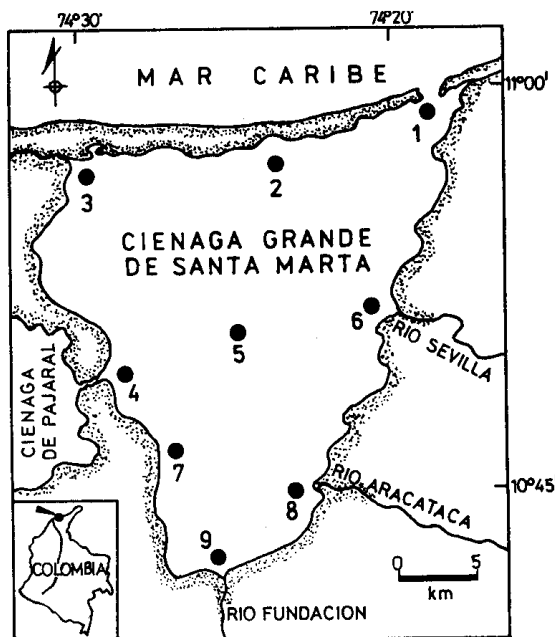 74°30'
74°20'
MAR CARIBE
11°00'
1
2
3
CIENAGA GRANDE
DE SANTA MARTA
6
5
RIO SEVILLA
4
CIENAGA
DE PAJARAL
7
10°45'
8
RIO ARACATACA
9
COLOMBIA
0 5
km
RIO FUNDACION